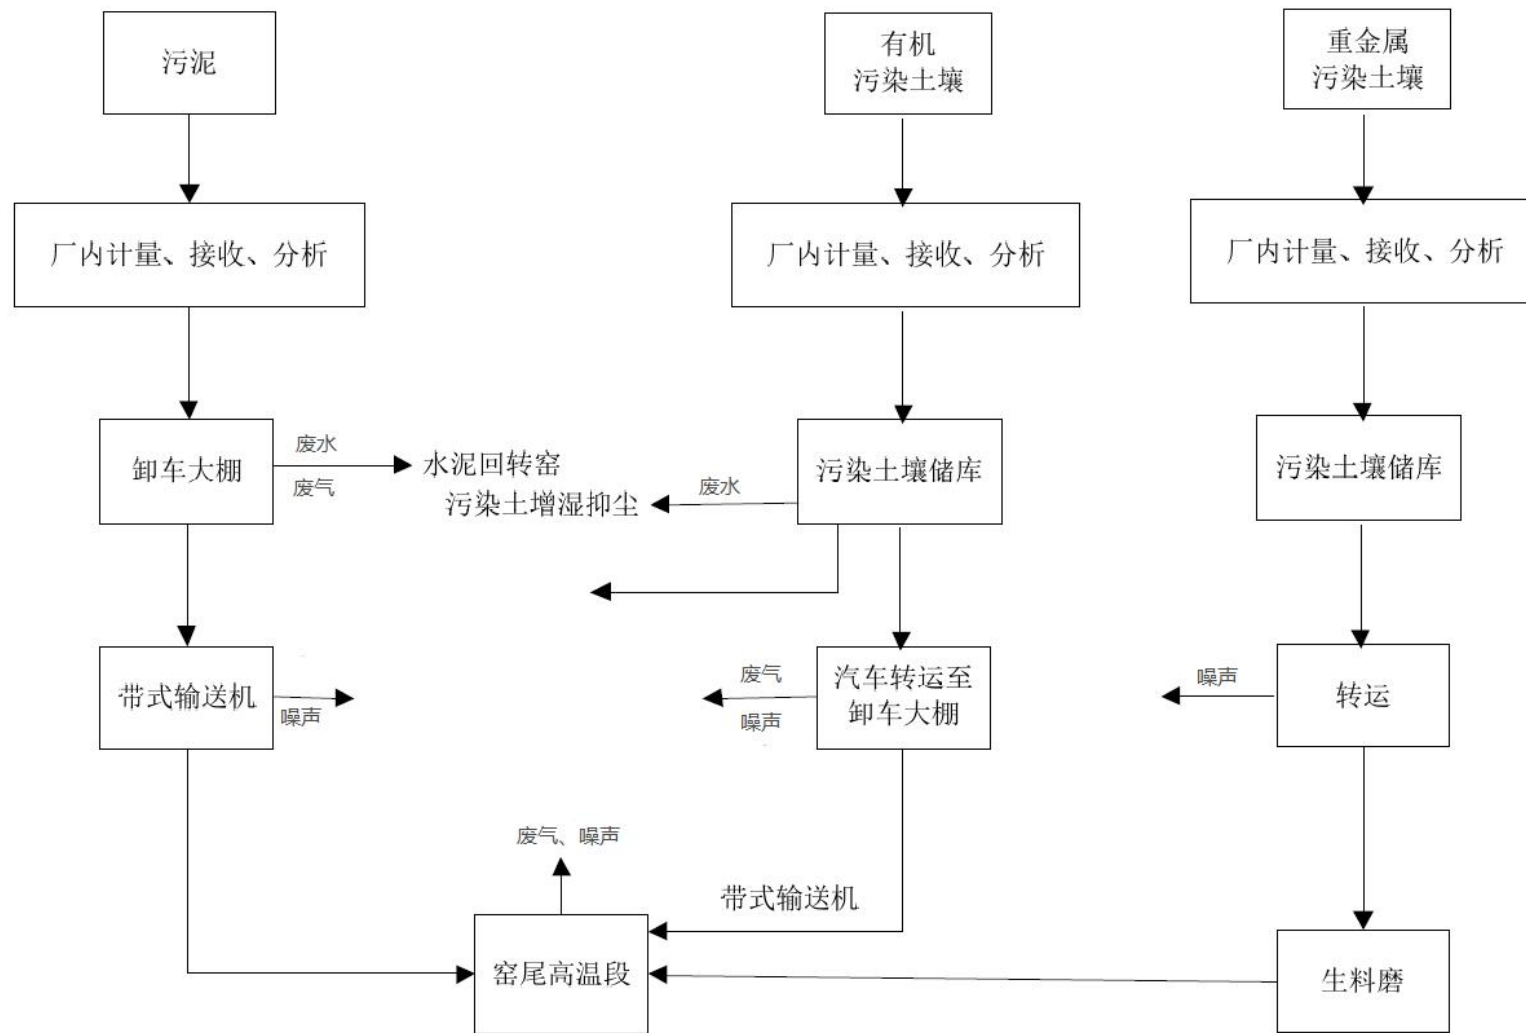 污泥
有机
污染土壤
重金属
污染土壤
厂内计量、接收、分析
厂内计量、接收、分析
厂内计量、接收、分析
卸车大棚
废水
废气
水泥回转窑
污染土增湿抑尘
废水
污染土壤储库
污染土壤储库
带式输送机
噪声
废气
噪声
汽车转运至
卸车大棚
噪声
转运
废气、噪声
带式输送机
窑尾高温段
生料磨